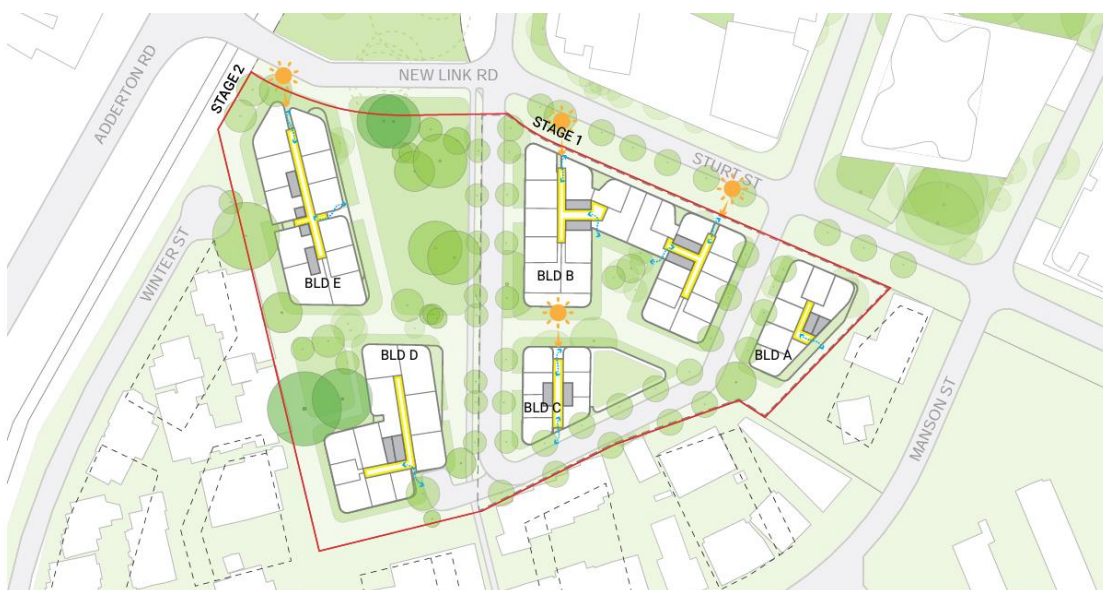 ADDERTON RD
STAGE 2
NEW LINK RD
STAGE 1
STURT ST
WINTER ST
BLD E
BLD B
BLD D
BLD A
BLD C
MANSON ST